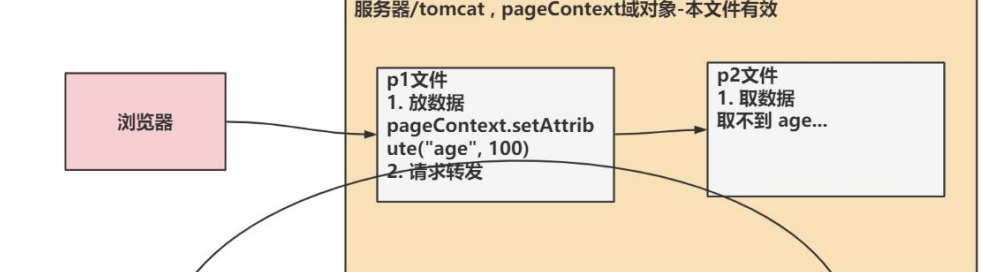 服务器/tomcat , pageContext域对象-本文件有效
浏览器
p1文件
1. 放数据
pageContext.setAttrib
ute("age", 100)
2. 请求转发
p2文件
1. 取数据
取不到 age...